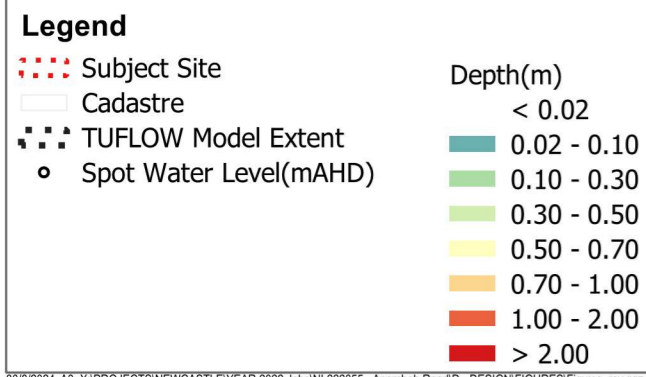 Legend
Subject Site
Cadastre
TUFLOW Model Extent
Spot Water Level(mAHD)
Depth(m)
< 0.02
0.02 - 0.10
0.10 - 0.30
0.30 - 0.50
0.50 - 0.70
0.70 - 1.00
1.00 - 2.00
> 2.00